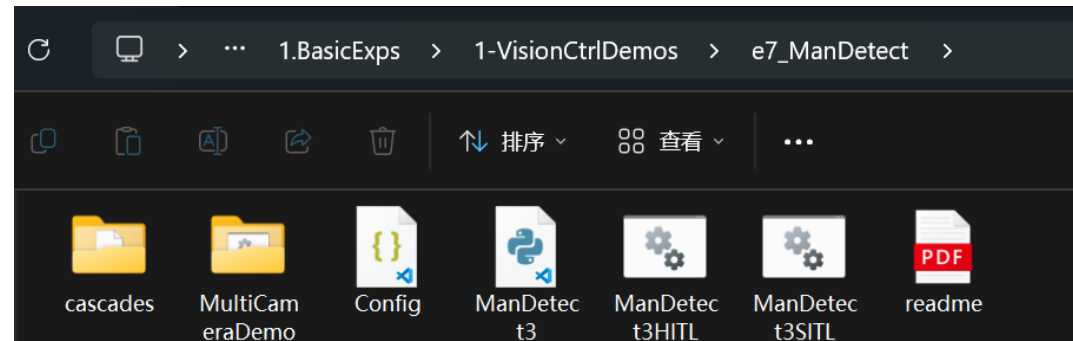 1.BasicExps > 1-VisionCtrlDemos > e7_ManDetect >
排序 查看
cascades
MultiCam
eraDemo
Config
ManDetec
t3
ManDetec
t3HITL
ManDetec
t3SITL
PDF
readme